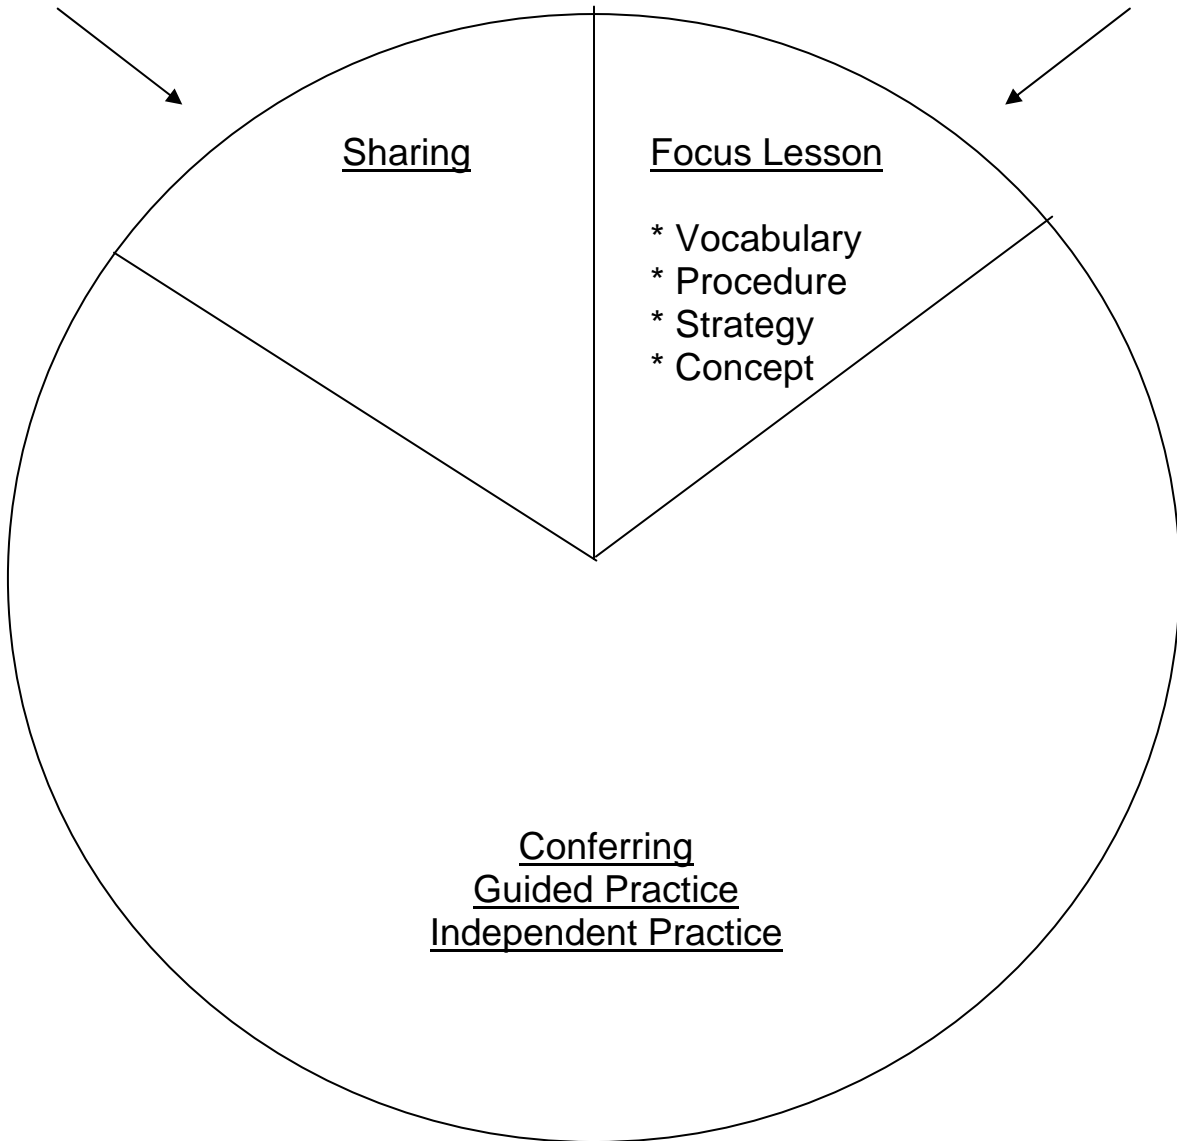 Sharing
Focus Lesson
* Vocabulary
* Procedure
* Strategy
* Concept
Conferring
Guided Practice
Independent Practice